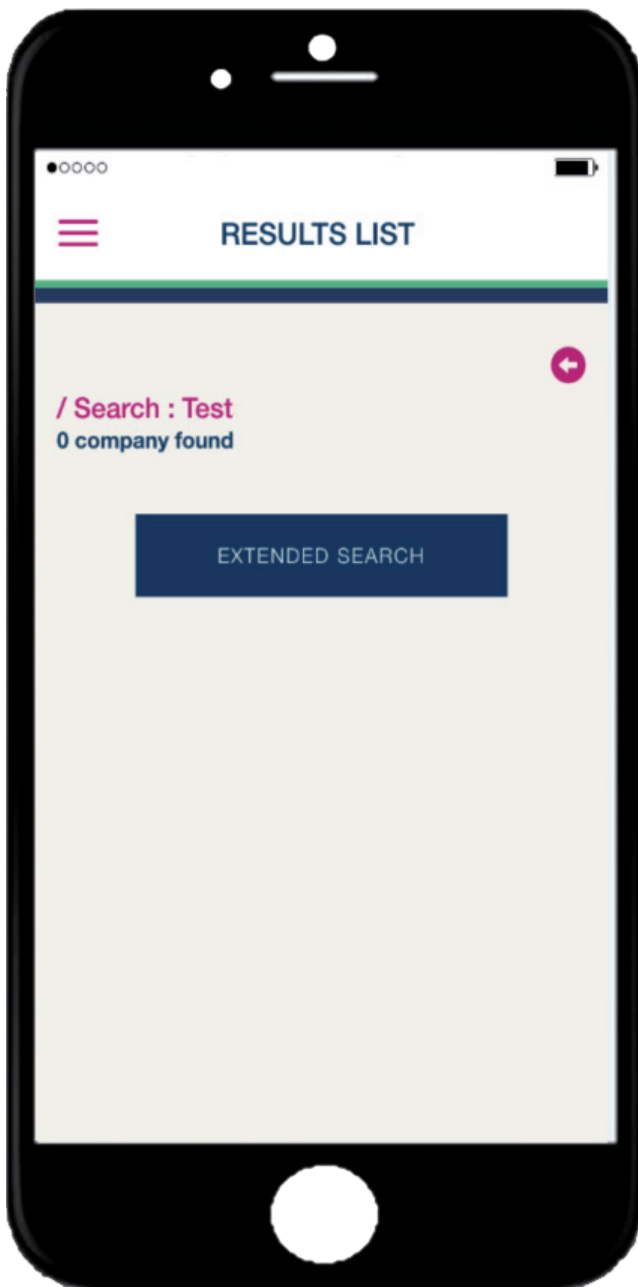 RESULTS LIST
/ Search : Test
0 company found
EXTENDED SEARCH